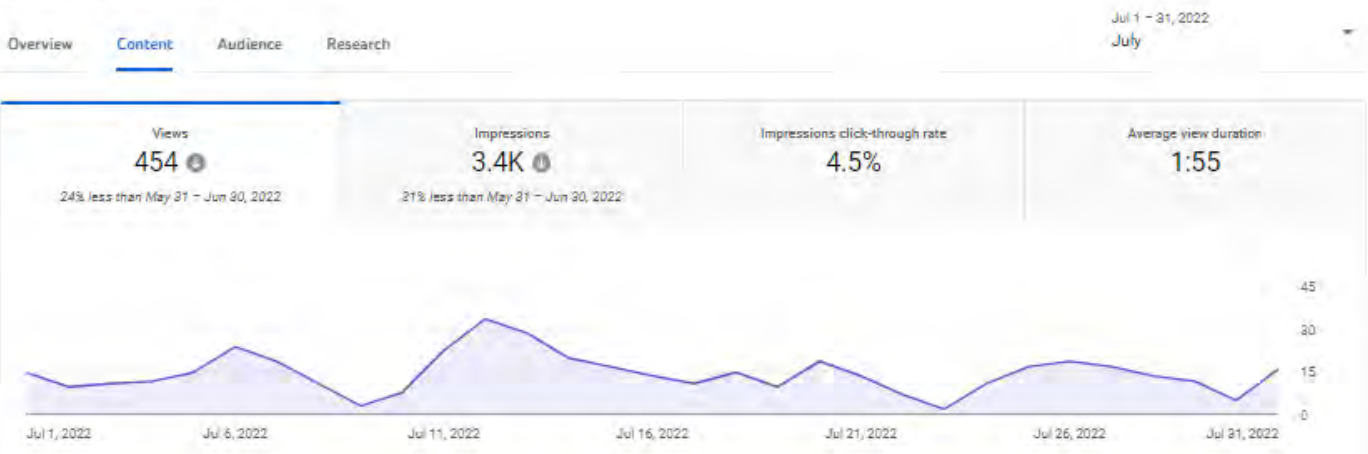 Jul 1 – 31, 2022
Overview Content Audience Research July
Views Impressions Impressions click-through rate Average view duration
454 3.4K 4.5% 1:55
24% less than May 31 – Jun 30, 2022 31% less than May 31 – Jun 30, 2022
45
30
15
0
Jul 1, 2022 Jul 6, 2022 Jul 11, 2022 Jul 16, 2022 Jul 21, 2022 Jul 26, 2022 Jul 31, 2022